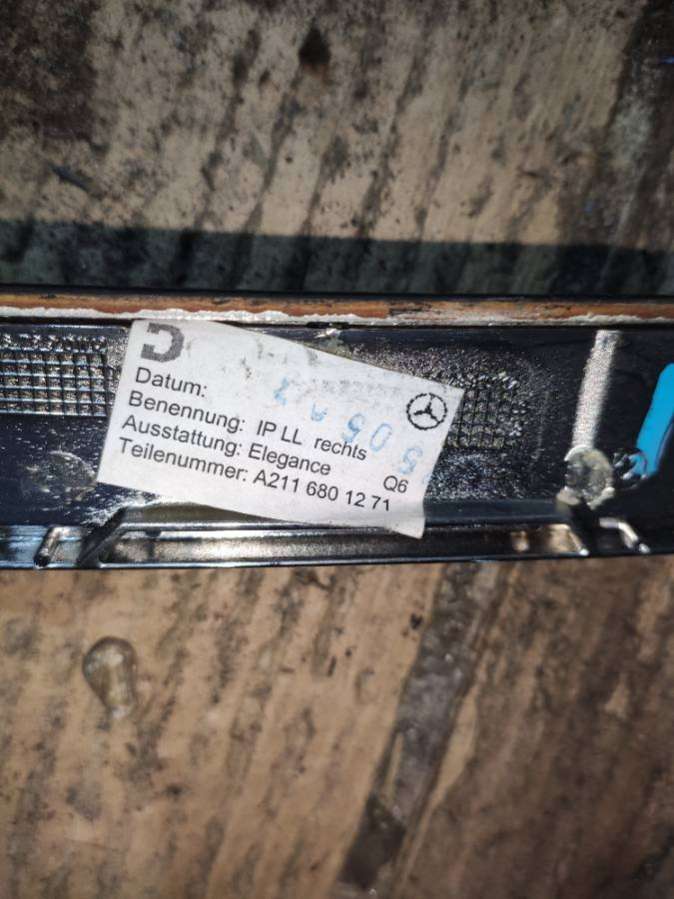 Datum:
Benennung: IP LL rechts
Ausstattung: Elegance Q6
Teilenummer: A211 680 12 71